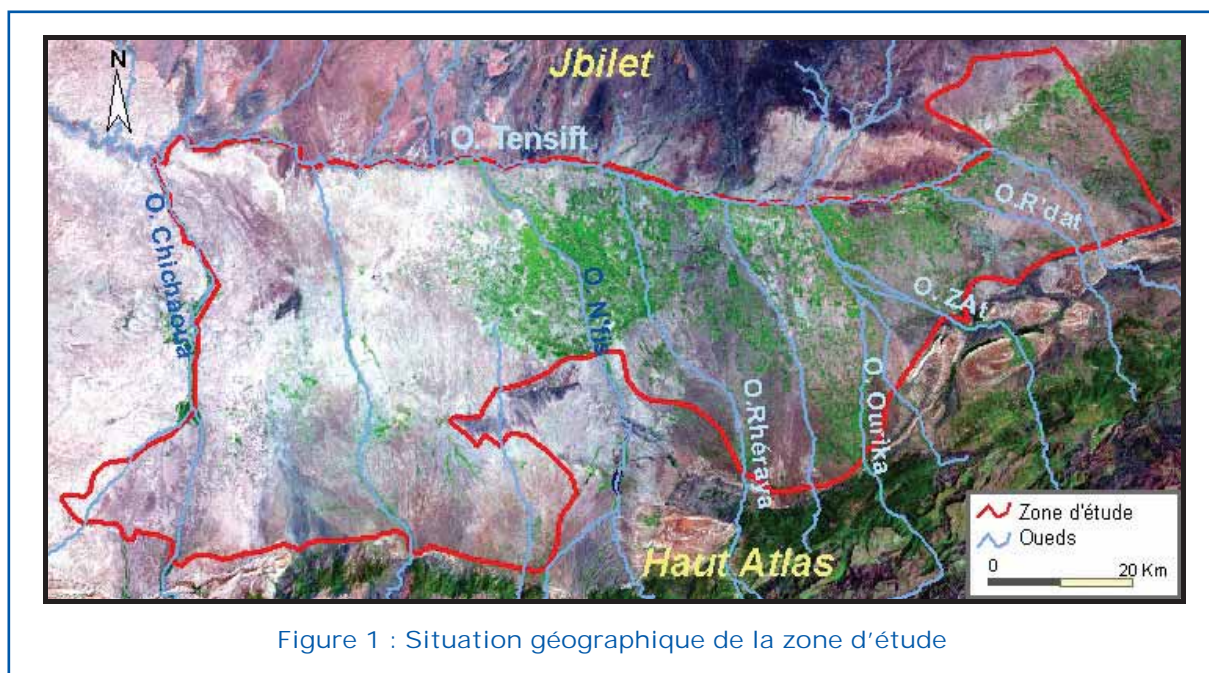 N
Jbilet
O. Tensift
O. Chichaoua
O. N'fis
O.R'dat
O. ZAt
O.Rhéraya
O. Ourika
Haut Atlas
Zone d'étude
Oueds
0 20 Km
Figure 1 : Situation géographique de la zone d'étude